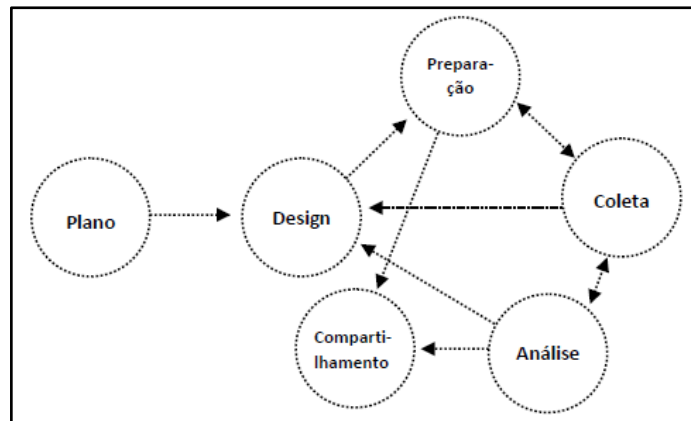 Prepara-
ção
Plano
Design
Coleta
Comparti-
lhamento
Análise